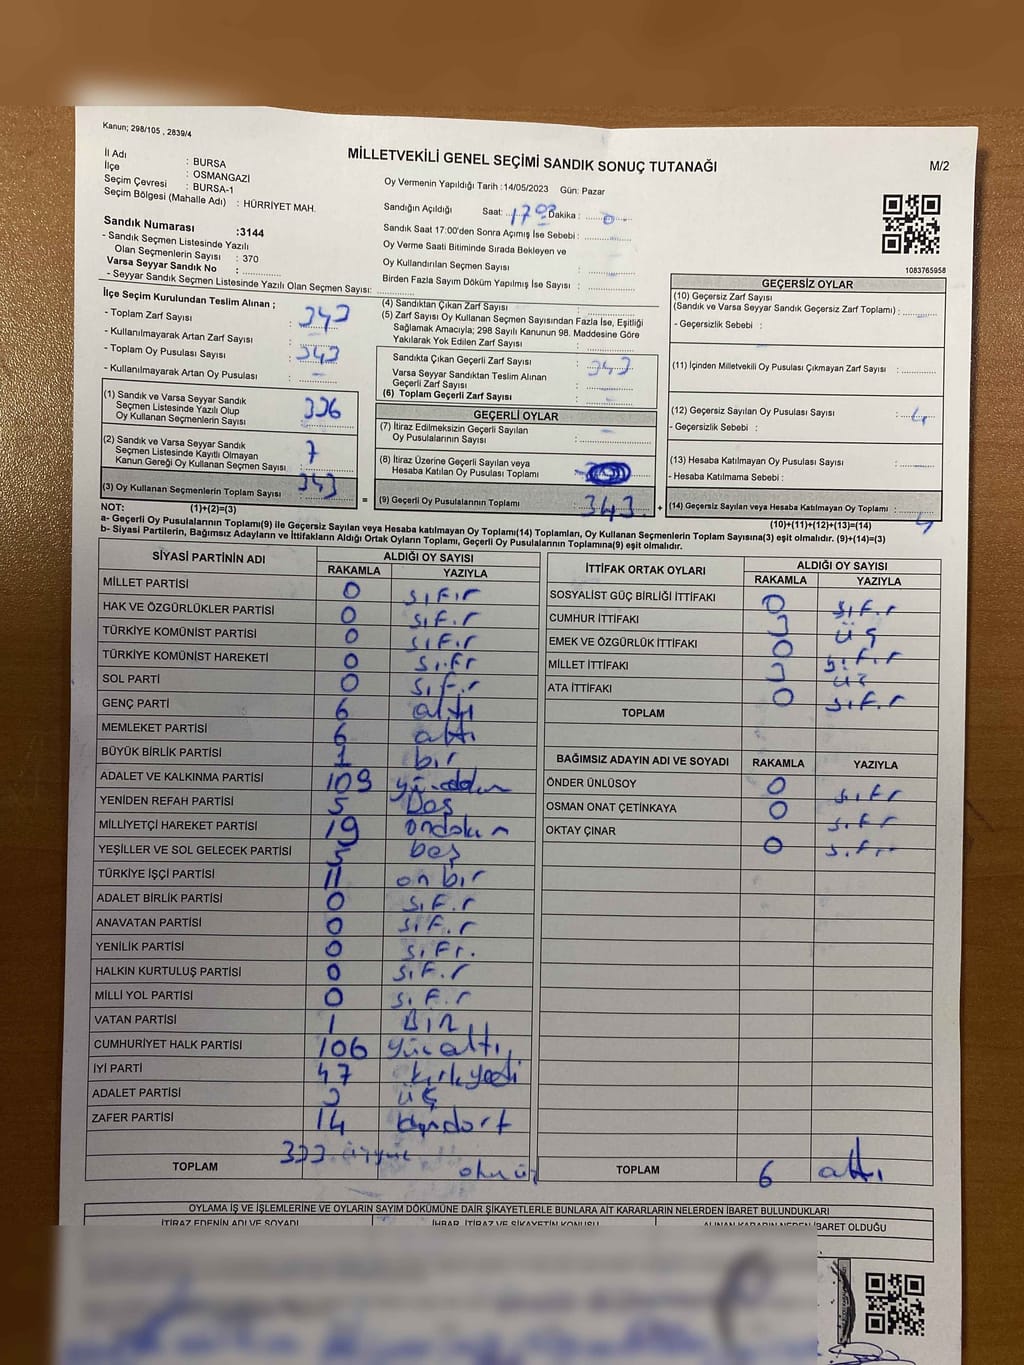 Kanun; 298/105 , 2839/4
MİLLETVEKİLİ GENEL SEÇİMİ SANDIK SONUÇ TUTANAĞI
M/2
İl Adı : BURSA
İlçe : OSMANGAZİ
Seçim Çevresi : BURSA-1
Seçim Bölgesi (Mahalle Adı) : HÜRRİYET MAH.
Sandık Numarası :3144
- Sandık Seçmen Listesinde Yazılı
Olan Seçmenlerin Sayısı : 370
Varsa Seyyar Sandık No :
- Seyyar Sandık Seçmen Listesinde Yazılı Olan Seçmen Sayısı:
Oy Vermenin Yapıldığı Tarih :14/05/2023 Gün: Pazar
Sandığın Açıldığı Saat: 17 Dakika : 0
Sandık Saat 17:00'den Sonra Açımış İse Sebebi :
Oy Verme Saati Bitiminde Sırada Bekleyen ve
Oy Kullandırılan Seçmen Sayısı :
Birden Fazla Sayım Döküm Yapılmış İse Sayısı :
1083765958
İlçe Seçim Kurulundan Teslim Alınan ;
- Toplam Zarf Sayısı : 343
- Kullanılmayarak Artan Zarf Sayısı : –
- Toplam Oy Pusulası Sayısı : 343
- Kullanılmayarak Artan Oy Pusulası : –
(1) Sandık ve Varsa Seyyar Sandık
Seçmen Listesinde Yazılı Olup
Oy Kullanan Seçmenlerin Sayısı : 336
(2) Sandık ve Varsa Seyyar Sandık
Seçmen Listesinde Kayıtlı Olmayan
Kanun Gereği Oy Kullanan Seçmen Sayısı : 7
(3) Oy Kullanan Seçmenlerin Toplam Sayısı : 343
(1)+(2)=(3)
(4) Sandıktan Çıkan Zarf Sayısı :
(5) Zarf Sayısı Oy Kullanan Seçmen Sayısından Fazla İse, Eşitliği
Sağlamak Amacıyla; 298 Sayılı Kanunun 98. Maddesine Göre
Yakılarak Yok Edilen Zarf Sayısı :
Sandıkta Çıkan Geçerli Zarf Sayısı : 343
Varsa Seyyar Sandıktan Teslim Alınan
Geçerli Zarf Sayısı :
(6) Toplam Geçerli Zarf Sayısı : –
GEÇERLİ OYLAR
(7) İtiraz Edilmeksizin Geçerli Sayılan
Oy Pusulalarının Sayısı : –
(8) İtiraz Üzerine Geçerli Sayılan veya
Hesaba Katılan Oy Pusulası Toplamı :
= (9) Geçerli Oy Pusulalarının Toplamı : 343 +
GEÇERSİZ OYLAR
(10) Geçersiz Zarf Sayısı
(Sandık ve Varsa Seyyar Sandık Geçersiz Zarf Toplamı) :
- Geçersizlik Sebebi :
(11) İçinden Milletvekili Oy Pusulası Çıkmayan Zarf Sayısı :
(12) Geçersiz Sayılan Oy Pusulası Sayısı : 4
- Geçersizlik Sebebi :
(13) Hesaba Katılmayan Oy Pusulası Sayısı :
- Hesaba Katılmama Sebebi :
(14) Geçersiz Sayılan veya Hesaba Katılmayan Oy Toplamı : 4
(10)+(11)+(12)+(13)=(14)
NOT:
a- Geçerli Oy Pusulalarının Toplamı(9) ile Geçersiz Sayılan veya Hesaba katılmayan Oy Toplamı(14) Toplamları, Oy Kullanan Seçmenlerin Toplam Sayısına(3) eşit olmalıdır. (9)+(14)=(3)
b- Siyasi Partilerin, Bağımsız Adayların ve İttifakların Aldığı Ortak Oyların Toplamı, Geçerli Oy Pusulalarının Toplamına(9) eşit olmalıdır.
SİYASİ PARTİNİN ADI ALDIĞI OY SAYISI
RAKAMLA YAZIYLA
MİLLET PARTİSİ 0 sıfır
HAK VE ÖZGÜRLÜKLER PARTİSİ 0 sıfır
TÜRKİYE KOMÜNİST PARTİSİ 0 sıfır
TÜRKİYE KOMÜNİST HAREKETİ 0 sıfr
SOL PARTİ 0 sıfır
GENÇ PARTİ 6 altı
MEMLEKET PARTİSİ 6 altı
BÜYÜK BİRLİK PARTİSİ 1 bir
ADALET VE KALKINMA PARTİSİ 109
YENİDEN REFAH PARTİSİ 5 Beş
MİLLİYETÇİ HAREKET PARTİSİ 19
YEŞİLLER VE SOL GELECEK PARTİSİ 5 beş
TÜRKİYE İŞÇİ PARTİSİ 11 on bir
ADALET BİRLİK PARTİSİ 0 sıfır
ANAVATAN PARTİSİ 0 sıfır
YENİLİK PARTİSİ 0 sıfr
HALKIN KURTULUŞ PARTİSİ 0 sıfır
MİLLİ YOL PARTİSİ 0 sıfır
VATAN PARTİSİ 1 BİR
CUMHURİYET HALK PARTİSİ 106 yüz altı
İYİ PARTİ 47 kırk yedi
ADALET PARTİSİ 3 üç
ZAFER PARTİSİ 14
TOPLAM 333
İTTİFAK ORTAK OYLARI ALDIĞI OY SAYISI
RAKAMLA YAZIYLA
SOSYALİST GÜÇ BİRLİĞİ İTTİFAKI 0 sıfır
CUMHUR İTTİFAKI 3 üç
EMEK VE ÖZGÜRLÜK İTTİFAKI 0 sıfır
MİLLET İTTİFAKI 3 üç
ATA İTTİFAKI 0 sıfır
TOPLAM
BAĞIMSIZ ADAYIN ADI VE SOYADI RAKAMLA YAZIYLA
ÖNDER ÜNLÜSOY 0 sıfr
OSMAN ONAT ÇETİNKAYA 0 sıfr
OKTAY ÇINAR 0 sıfır
TOPLAM 6 altı
OYLAMA İŞ VE İŞLEMLERİNE VE OYLARIN SAYIM DÖKÜMÜNE DAİR ŞİKAYETLERLE BUNLARA AİT KARARLARIN NELERDEN İBARET BULUNDUKLARI
İTİRAZ EDENİN ADI VE SOYADI İHBAR, İTİRAZ VE ŞİKAYETİN KONUSU ALINAN KARARIN NEDEN İBARET OLDUĞU